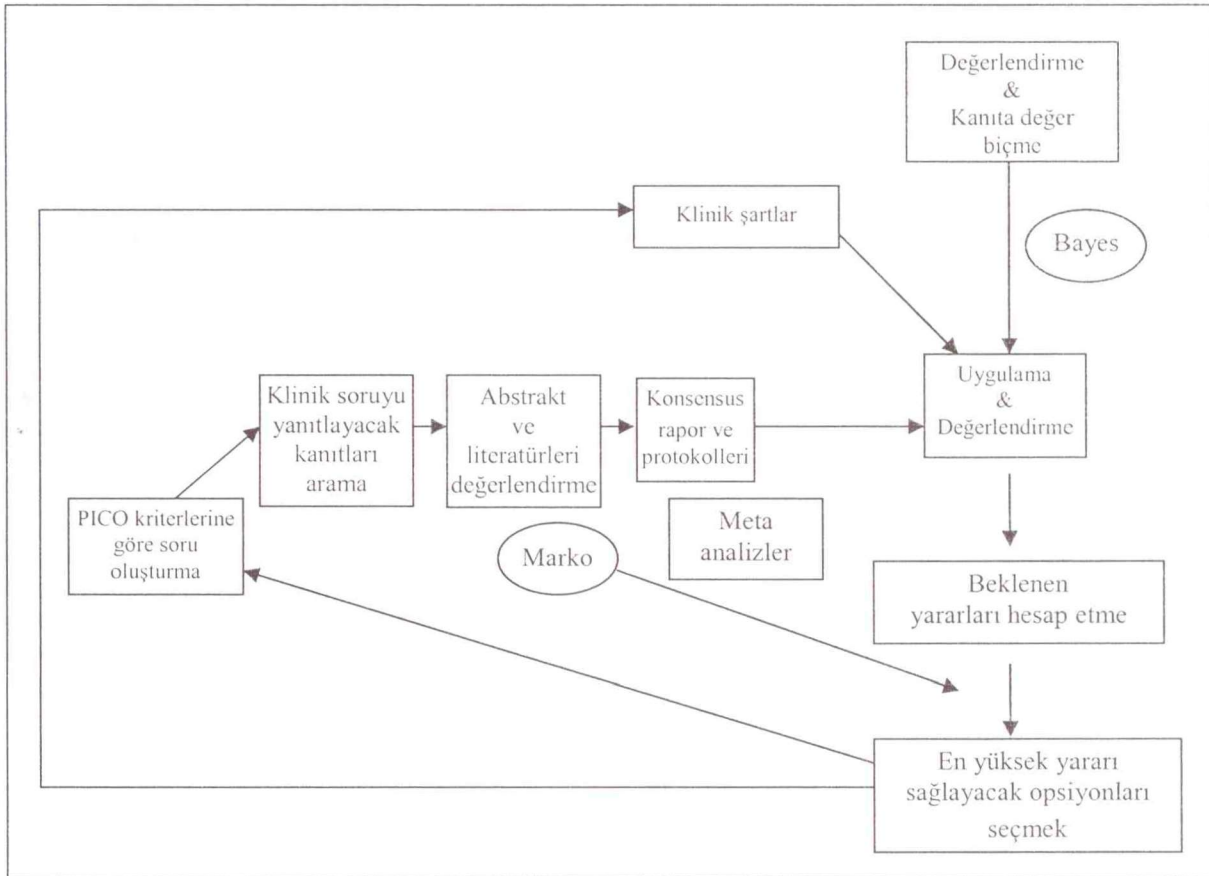 Değerlendirme
&
Kanıta değer
biçme
Klinik şartlar
Bayes
Uygulama
&
Değerlendirme
Klinik soruyu
yanıtlayacak
kanıtları
arama
Abstrakt
ve
literatürleri
değerlendirme
Konsensus
rapor ve
protokolleri
PICO kriterlerine
göre soru
oluşturma
Marko
Meta
analizler
Beklenen
yararları hesap etme
En yüksek yararı
sağlayacak opsiyonları
seçmek